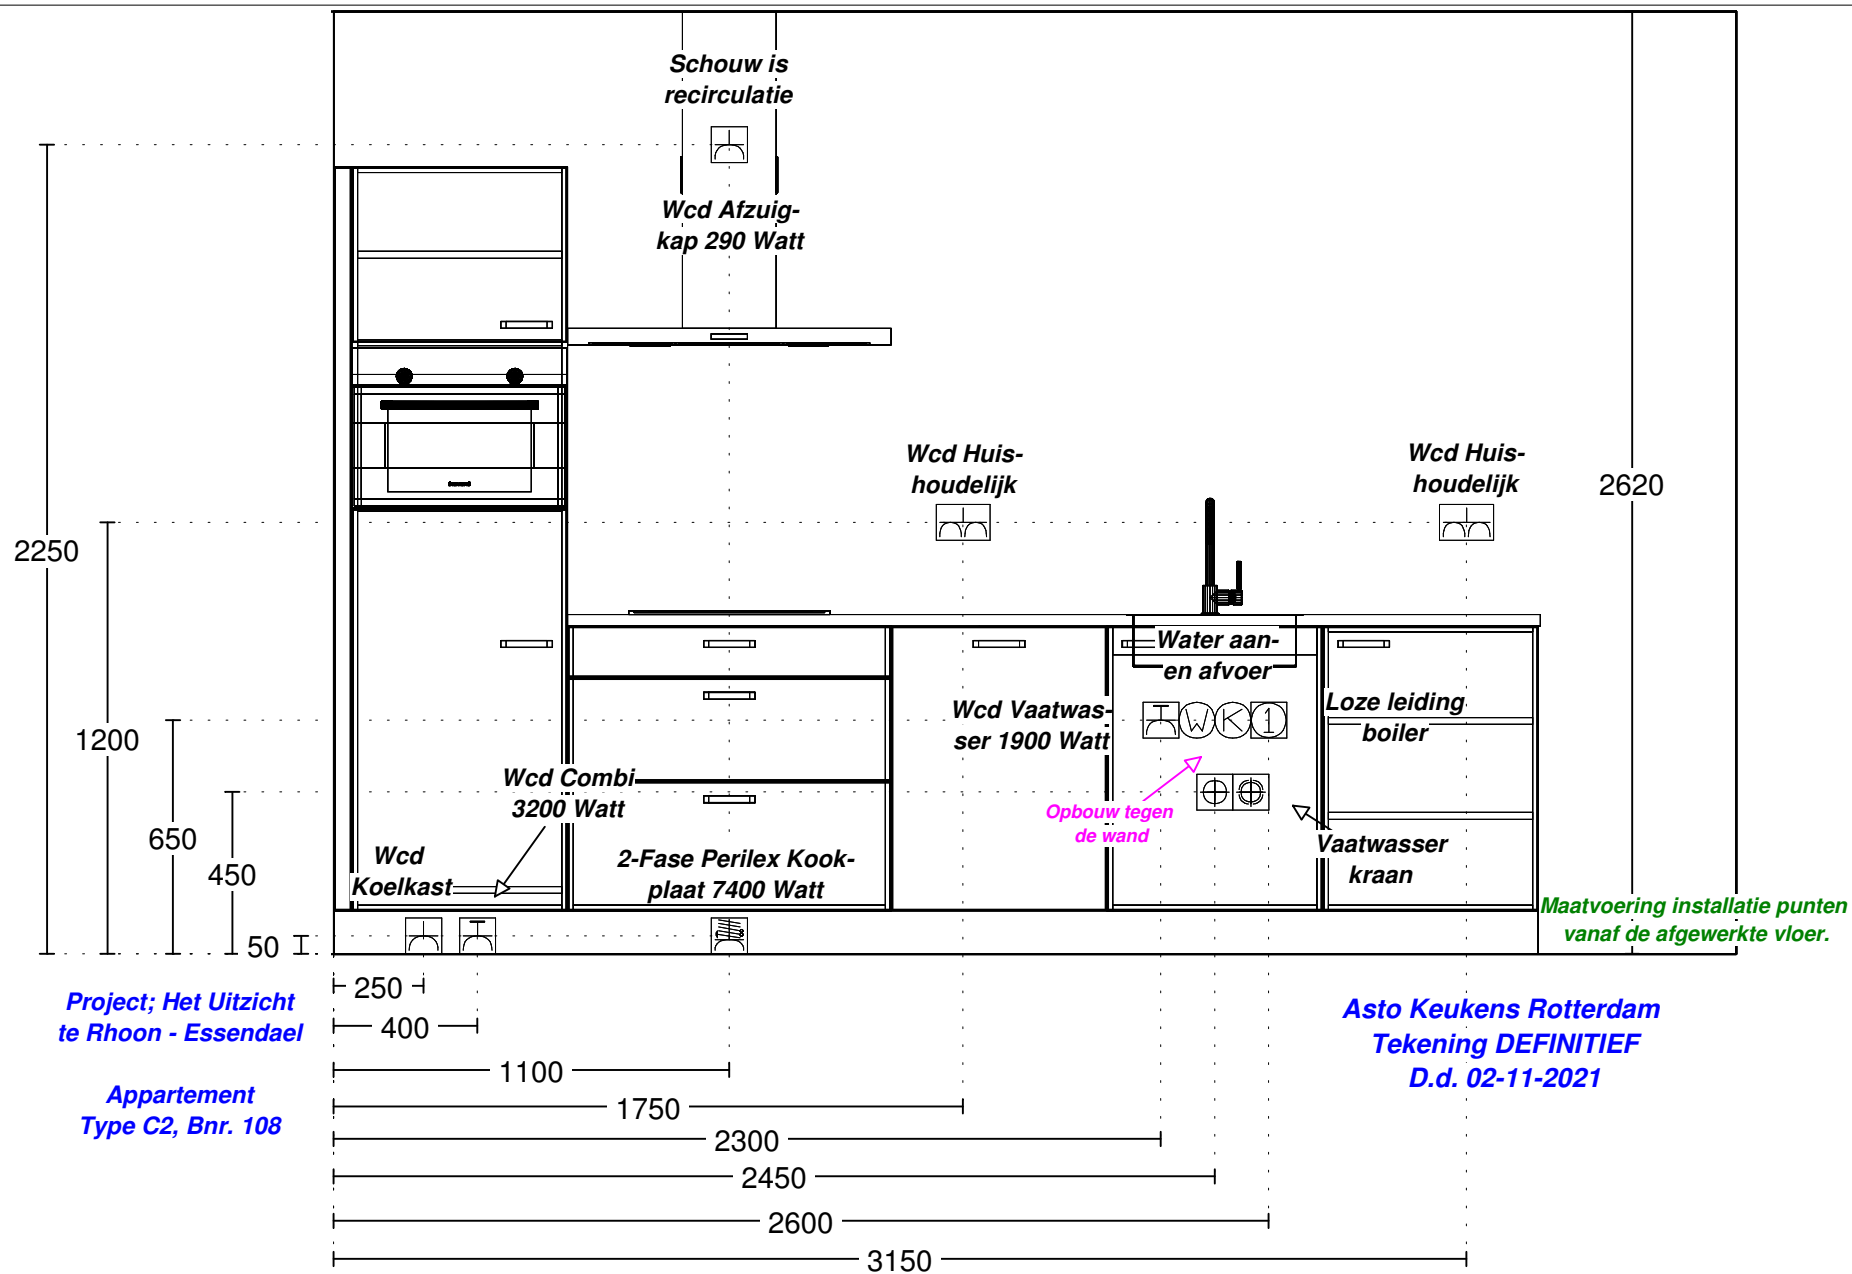 Schouw is
recirculatie
Wcd Afzuig-
kap 290 Watt
Wcd Huis-
houdelijk
Wcd Huis-
houdelijk
2620
2250
1200
650
450
50
Water aan-
en afvoer
Wcd Vaatwas-
ser 1900 Watt
W K 1
Loze leiding
boiler
Opbouw tegen
de wand
Vaatwasser
kraan
Wcd Combi
3200 Watt
Wcd
Koelkast
2-Fase Perilex Kook-
plaat 7400 Watt
Maatvoering installatie punten
vanaf de afgewerkte vloer.
250
400
1100
1750
2300
2450
2600
3150
Project; Het Uitzicht
te Rhoon - Essendael
Appartement
Type C2, Bnr. 108
Asto Keukens Rotterdam
Tekening DEFINITIEF
D.d. 02-11-2021